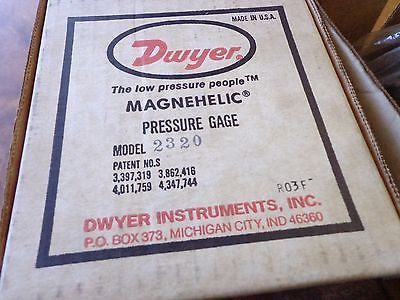 MADE IN U.S.A.
Dwyer.
The low pressure people™
MAGNEHELIC®
PRESSURE GAGE
MODEL 2320
PATENT NO.S
3,397,319 3,862,416
4,011,759 4,347,744
R03F
DWYER INSTRUMENTS, INC.
P.O. BOX 373, MICHIGAN CITY, IND 46360